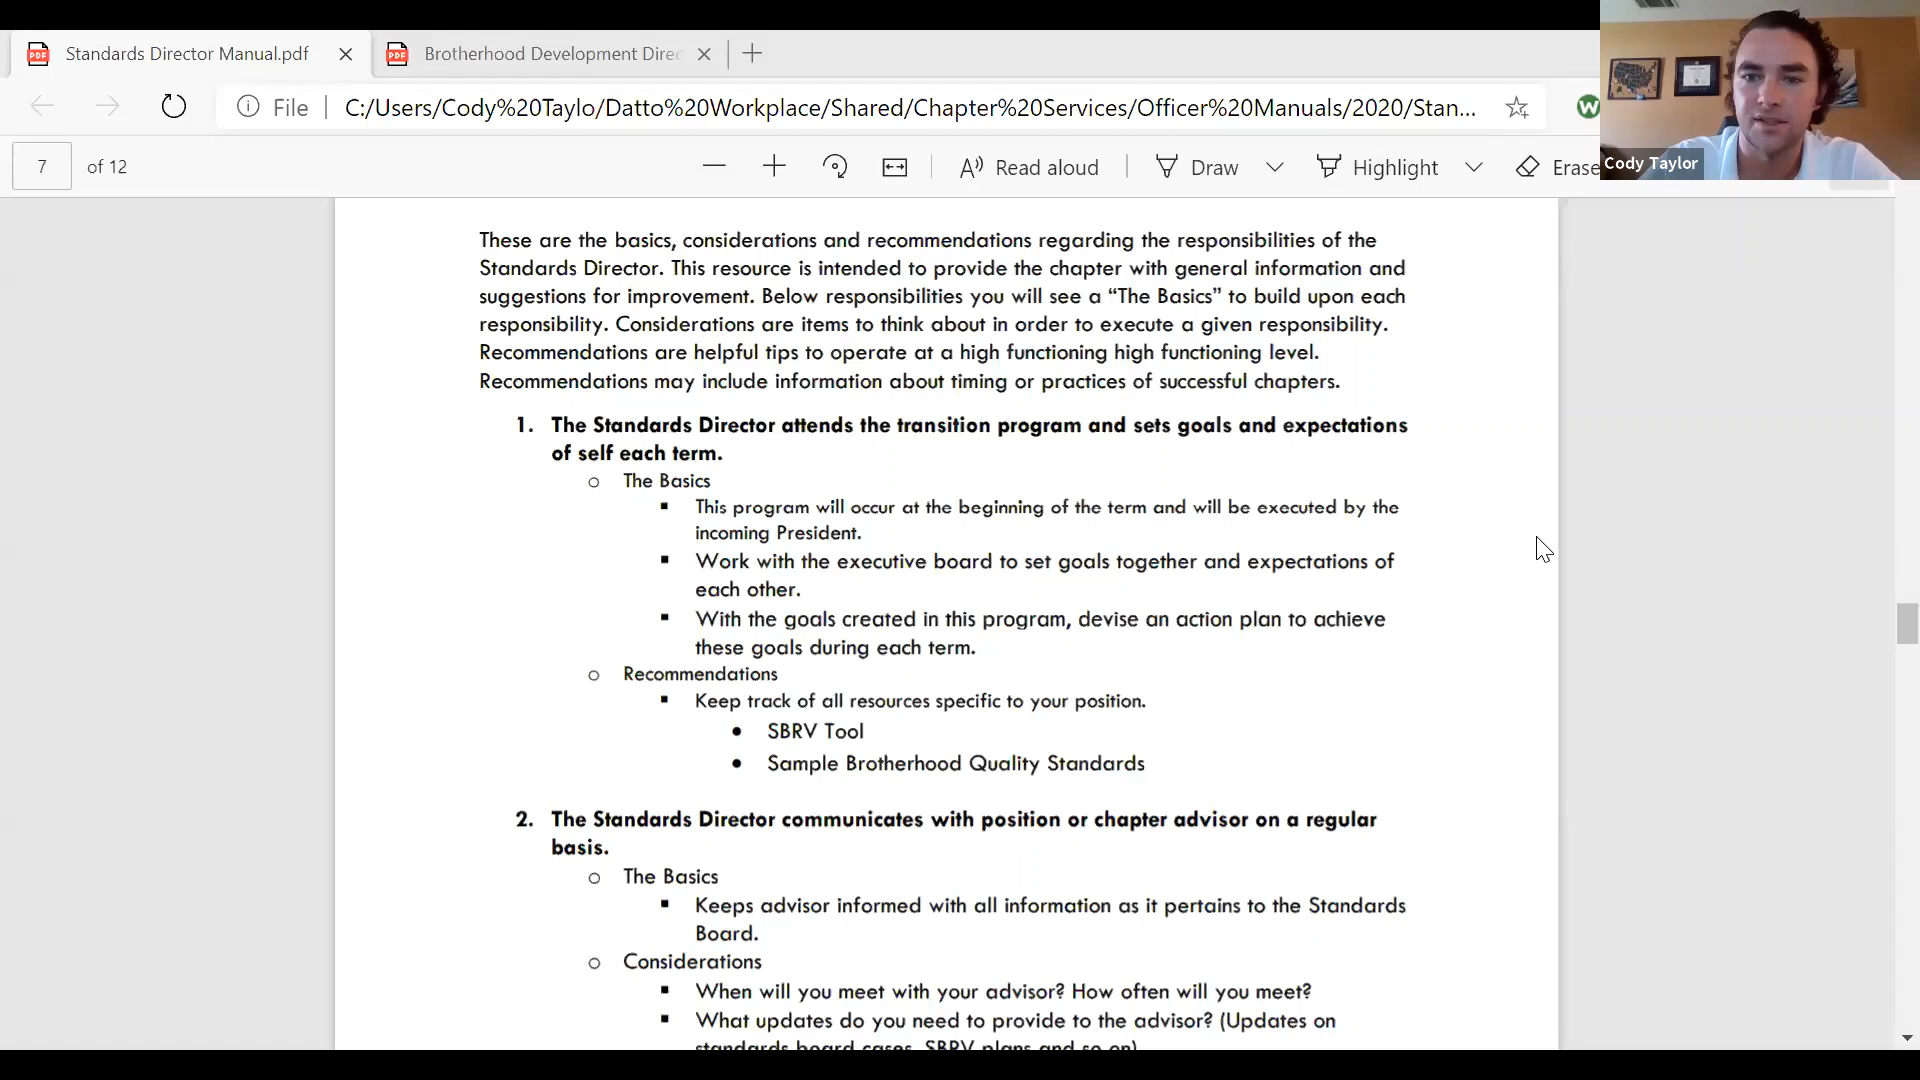 Standards Director Manual.pdf
Brotherhood Development Direc
File
C:/Users/Cody%20Taylo/Datto%20Workplace/Shared/Chapter%20Services/Officer%20Manuals/2020/Stan...
7 of 12
Read aloud
Draw
Highlight
Erase
Cody Taylor
These are the basics, considerations and recommendations regarding the responsibilities of the
Standards Director. This resource is intended to provide the chapter with general information and
suggestions for improvement. Below responsibilities you will see a “The Basics” to build upon each
responsibility. Considerations are items to think about in order to execute a given responsibility.
Recommendations are helpful tips to operate at a high functioning high functioning level.
Recommendations may include information about timing or practices of successful chapters.
1. The Standards Director attends the transition program and sets goals and expectations
of self each term.
o The Basics
▪ This program will occur at the beginning of the term and will be executed by the
incoming President.
▪ Work with the executive board to set goals together and expectations of
each other.
▪ With the goals created in this program, devise an action plan to achieve
these goals during each term.
o Recommendations
▪ Keep track of all resources specific to your position.
• SBRV Tool
• Sample Brotherhood Quality Standards
2. The Standards Director communicates with position or chapter advisor on a regular
basis.
o The Basics
▪ Keeps advisor informed with all information as it pertains to the Standards
Board.
o Considerations
▪ When will you meet with your advisor? How often will you meet?
▪ What updates do you need to provide to the advisor? (Updates on
standards board cases, SBRV plans and so on)